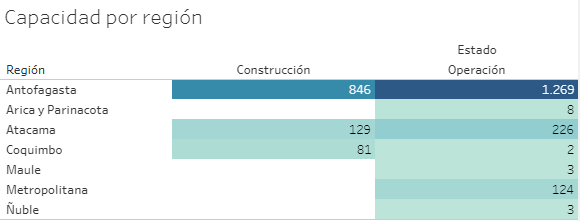 Capacidad por región
Estado
Región Construcción Operación
Antofagasta 846 1.269
Arica y Parinacota 8
Atacama 129 226
Coquimbo 81 2
Maule 3
Metropolitana 124
Ñuble 3